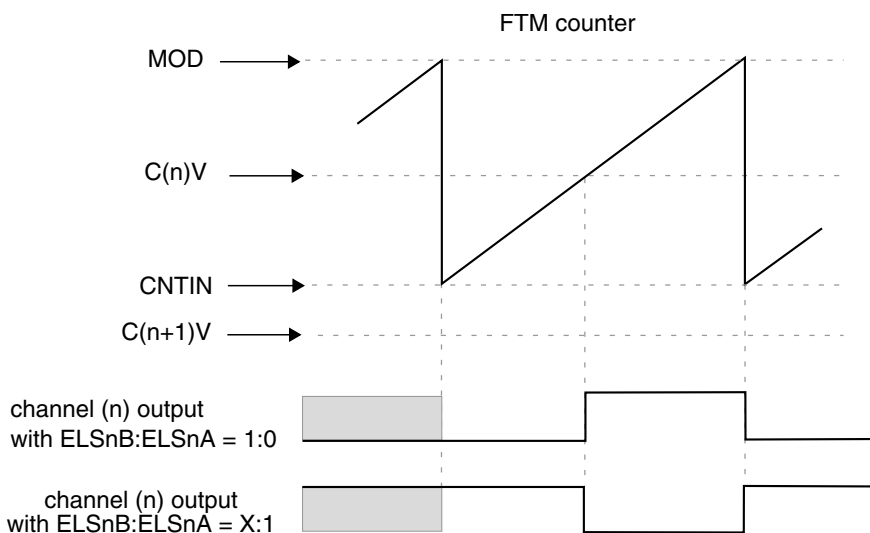 FTM counter
MOD
C(n)V
CNTIN
C(n+1)V
channel (n) output
with ELSnB:ELSnA = 1:0
channel (n) output
with ELSnB:ELSnA = X:1